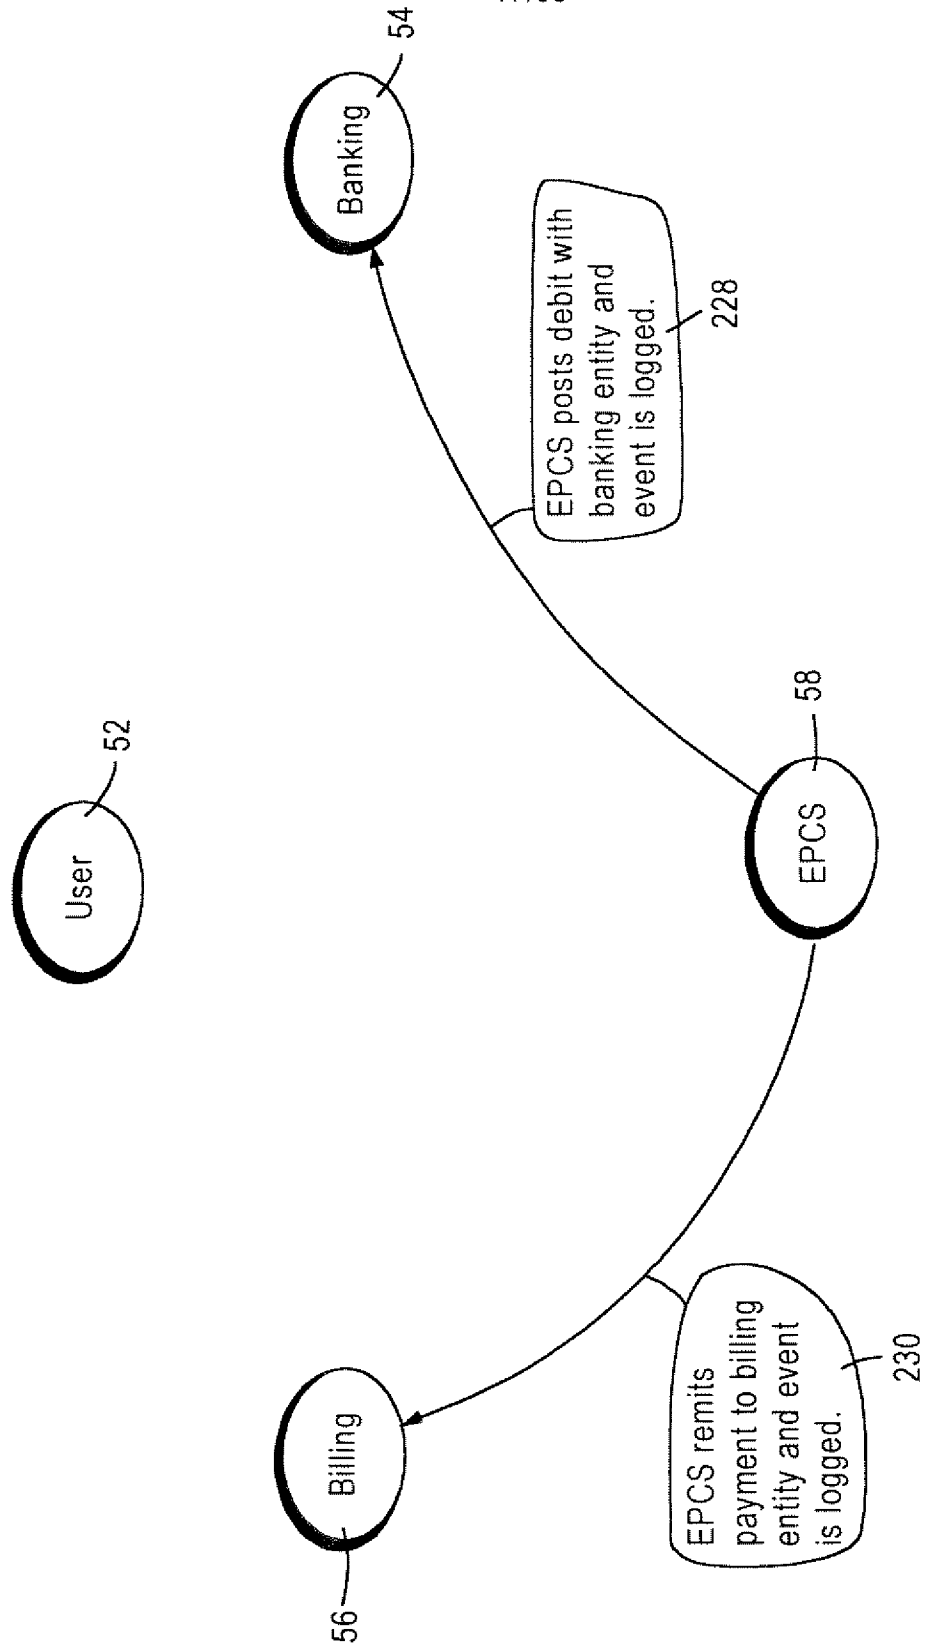 User
52
Billing
56
Banking
54
EPCS posts debit with
banking entity and
event is logged.
228
EPCS
58
EPCS remits
payment to billing
entity and event
is logged.
230